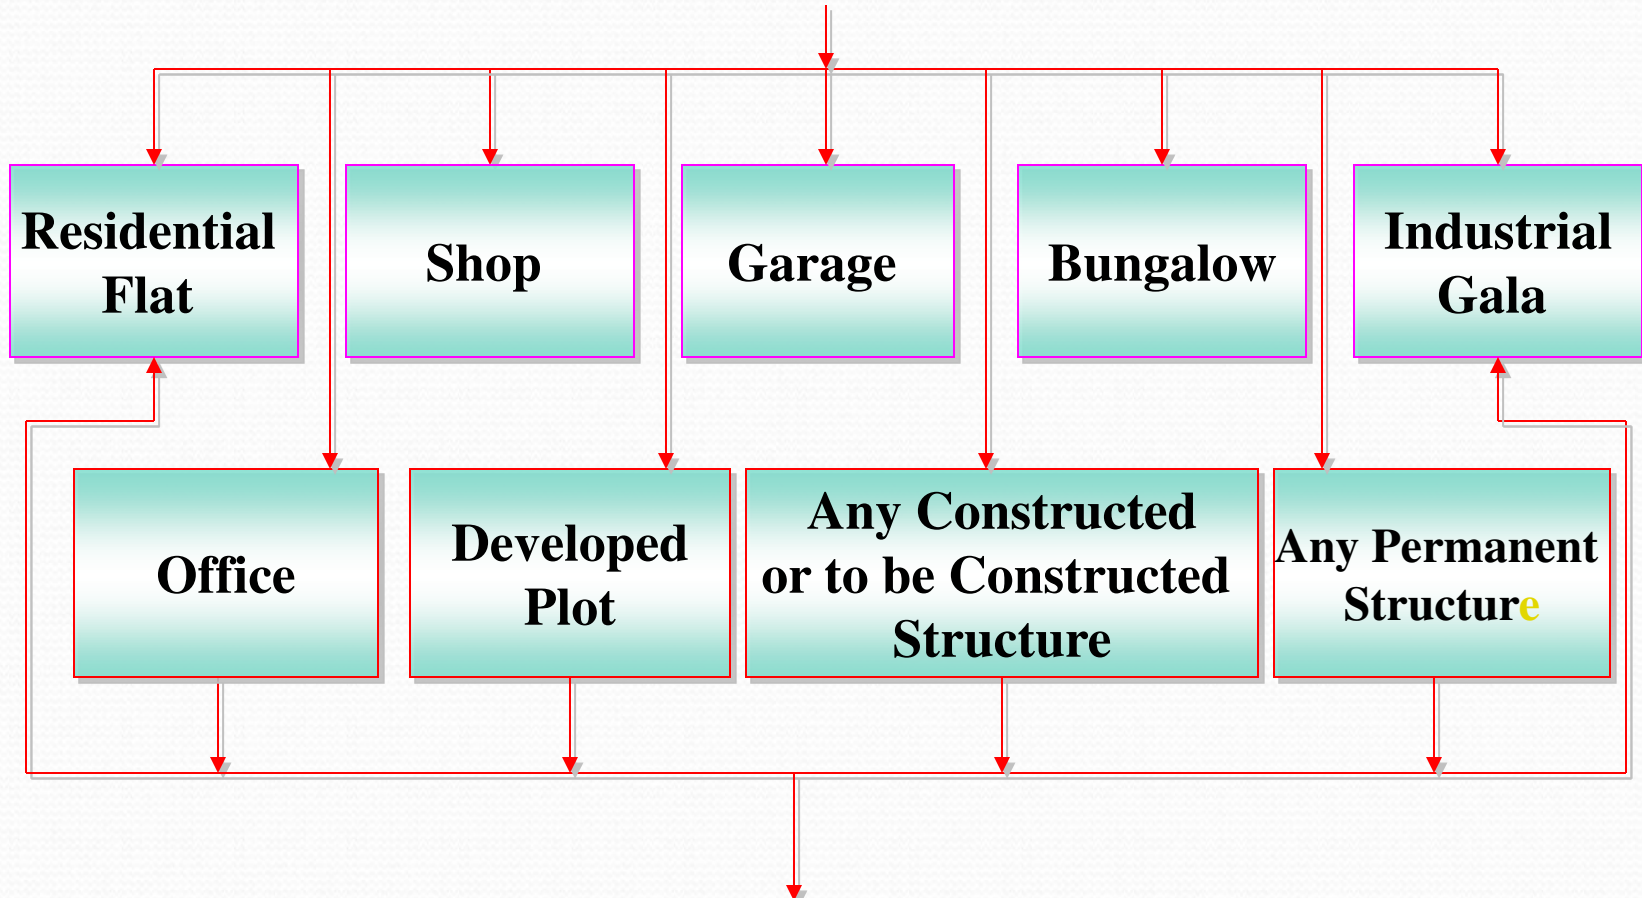 Residential
Flat
Shop
Garage
Bungalow
Industrial
Gala
Office
Developed
Plot
Any Constructed
or to be Constructed
Structure
Any Permanent
Structure